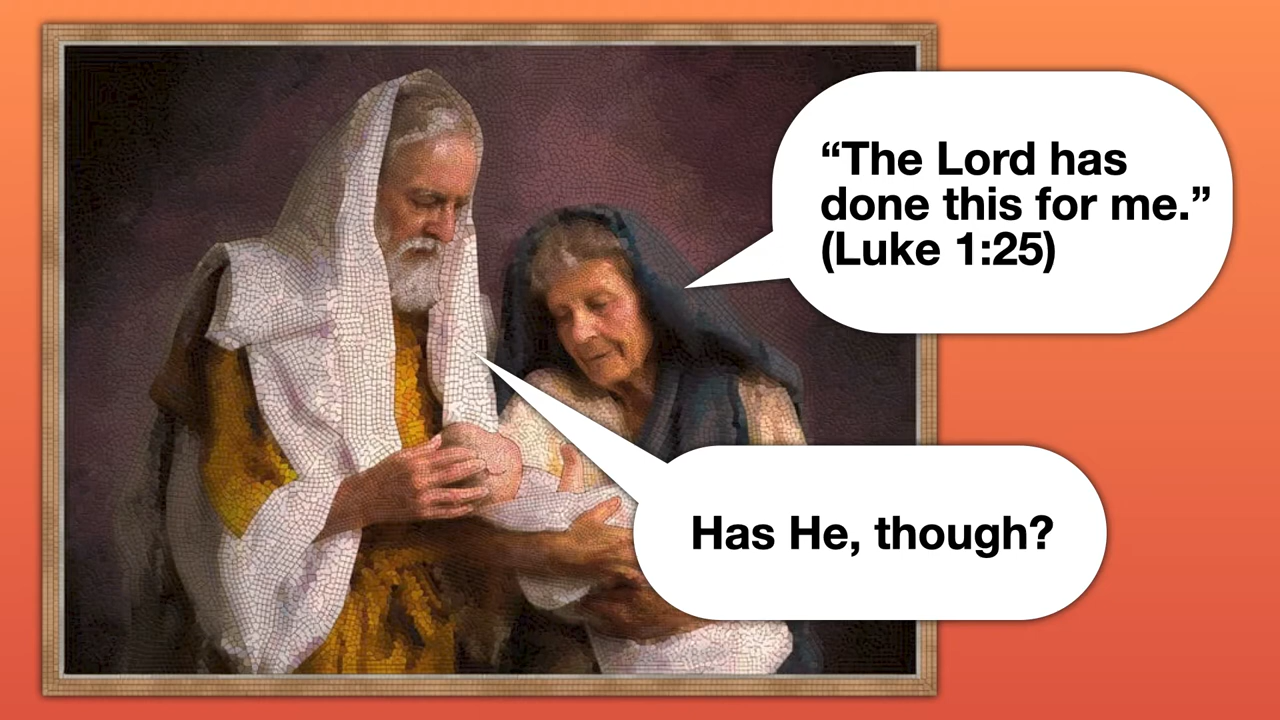 “The Lord has
done this for me.”
(Luke 1:25)
Has He, though?